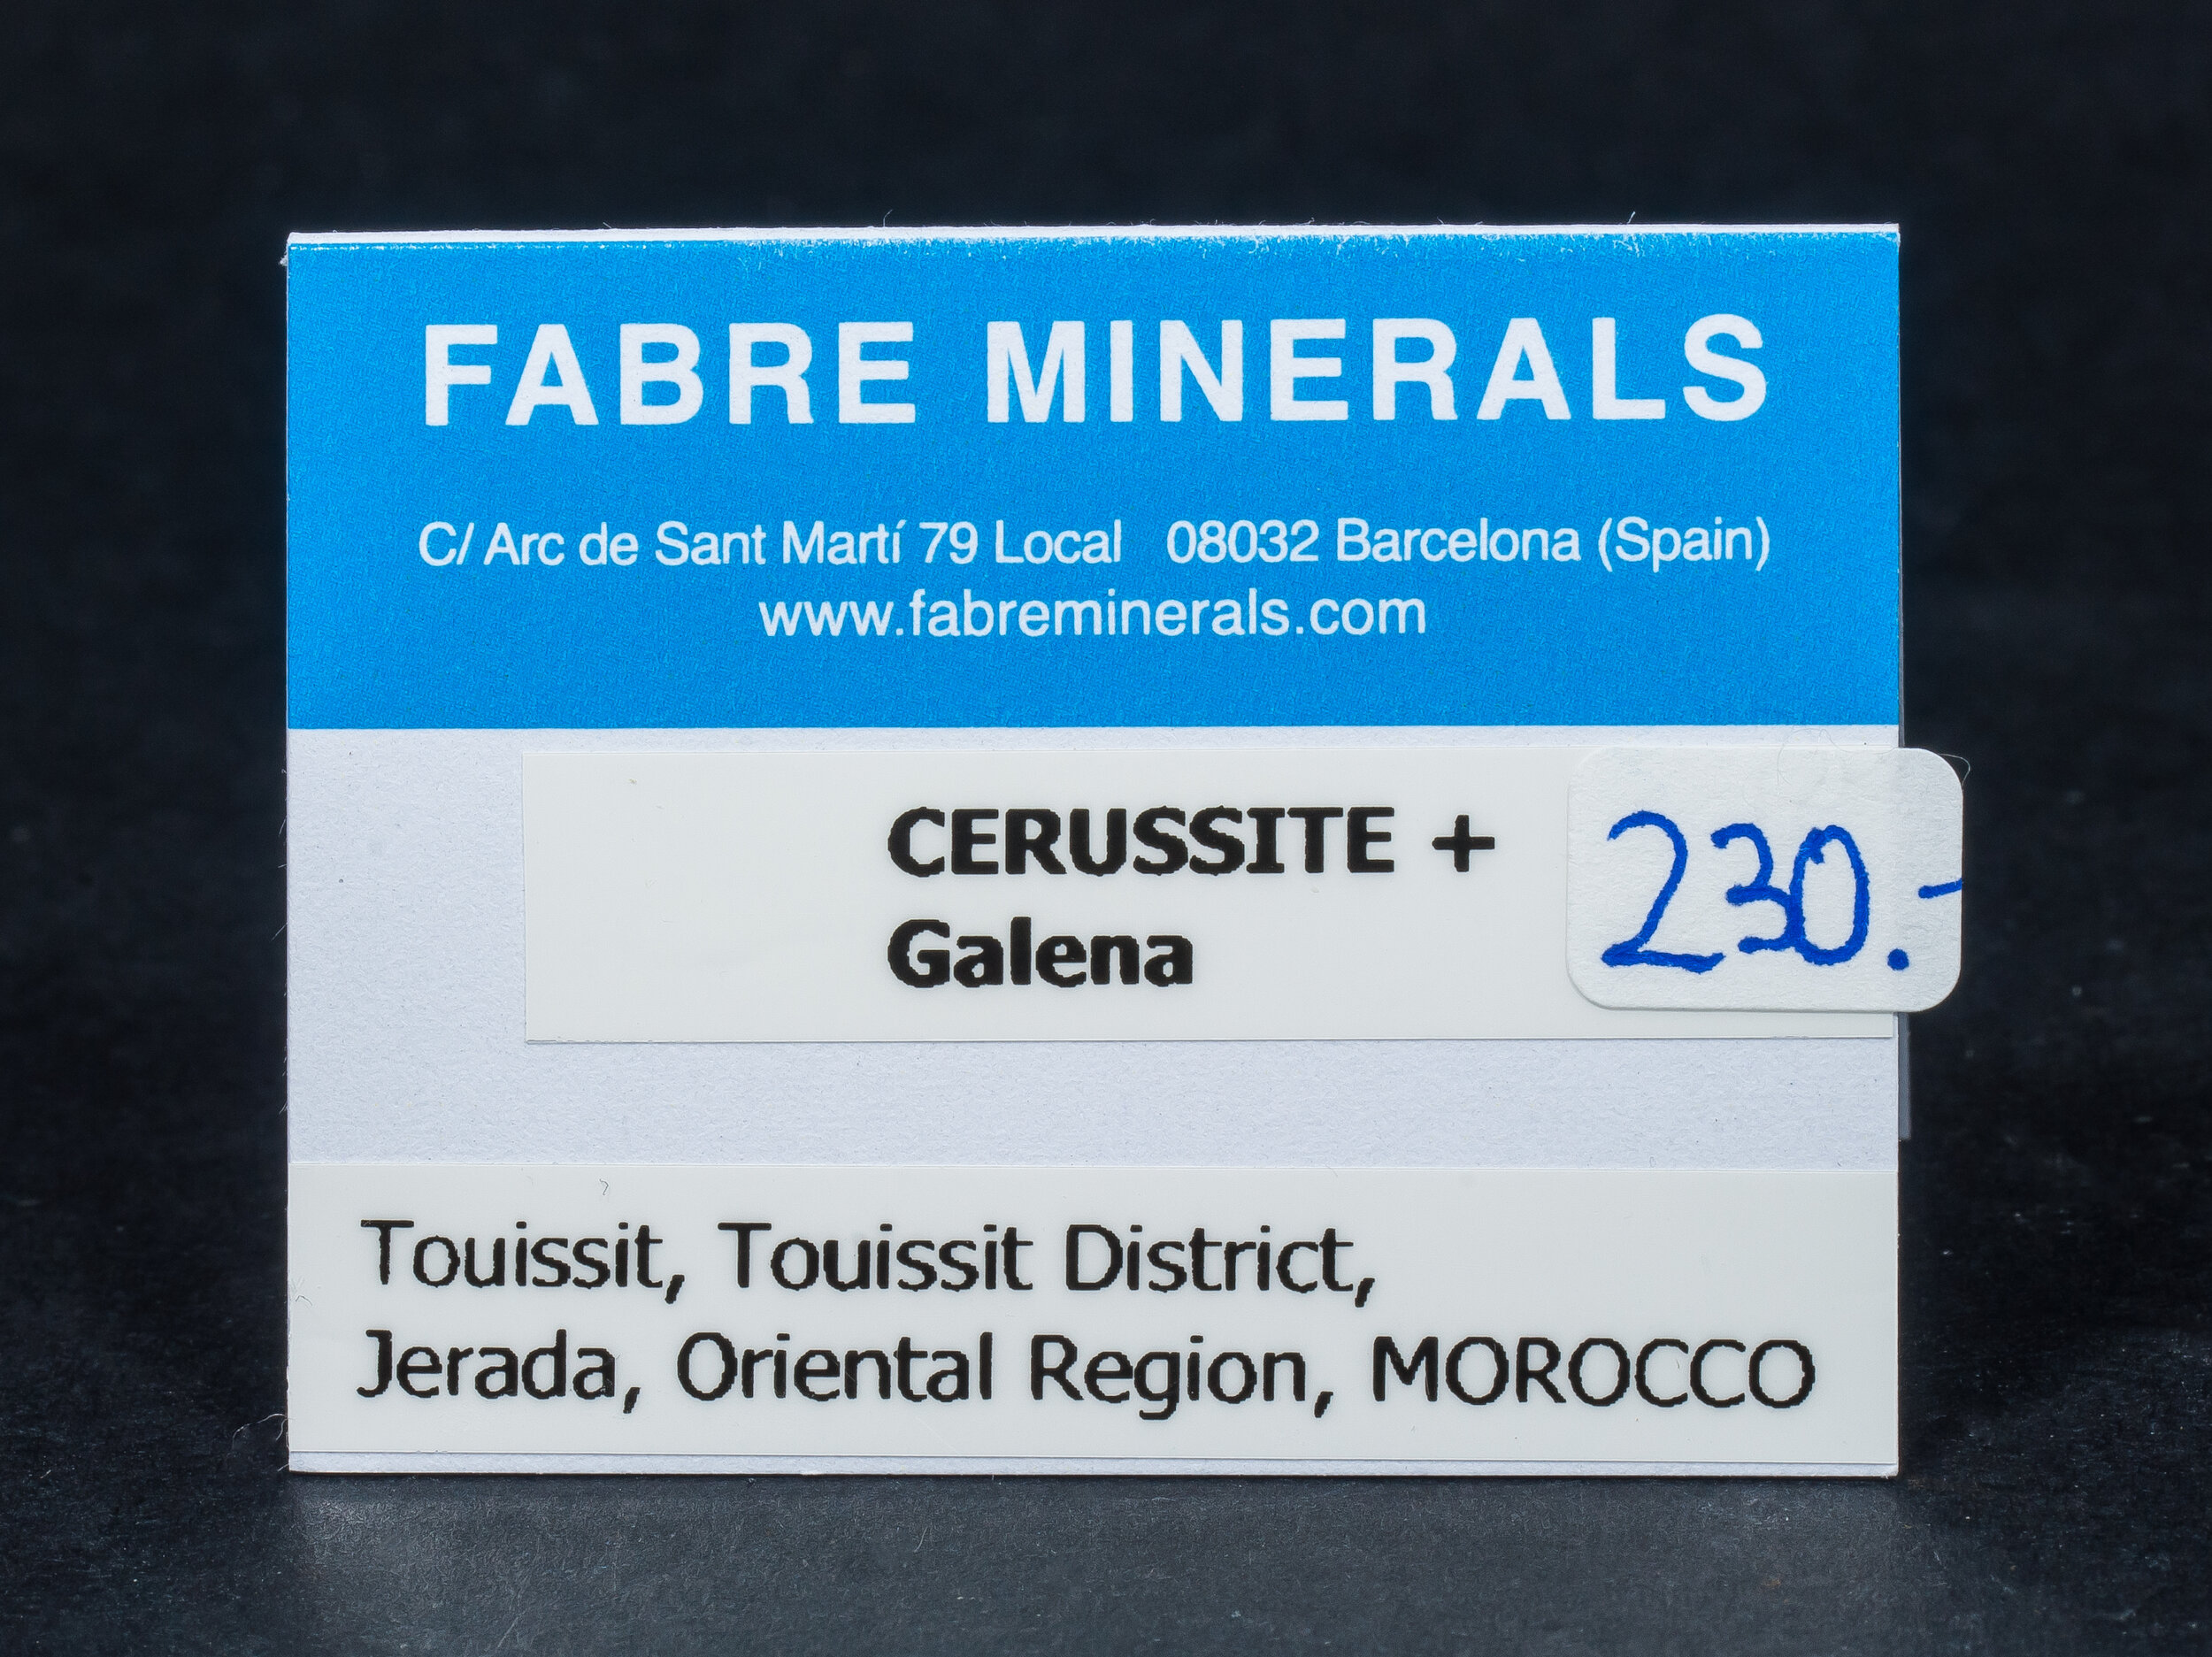 FABRE MINERALS
C/ Arc de Sant Martí 79 Local 08032 Barcelona (Spain)
www.fabreminerals.com
CERUSSITE +
Galena
230.-
Touissit, Touissit District,
Jerada, Oriental Region, MOROCCO